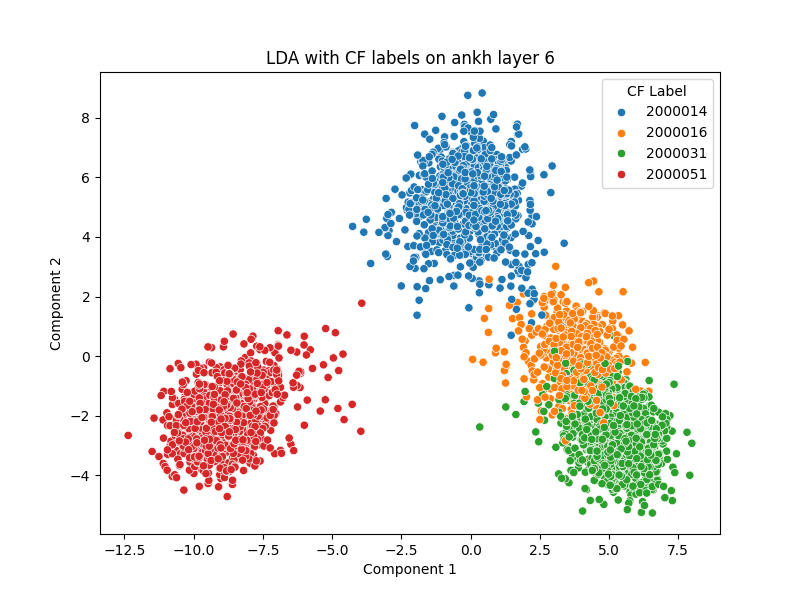 LDA with CF labels on ankh layer 6
CF Label
2000014
2000016
2000031
2000051
Component 2
8
6
4
2
0
−2
−4
−12.5 −10.0 −7.5 −5.0 −2.5 0.0 2.5 5.0 7.5
Component 1